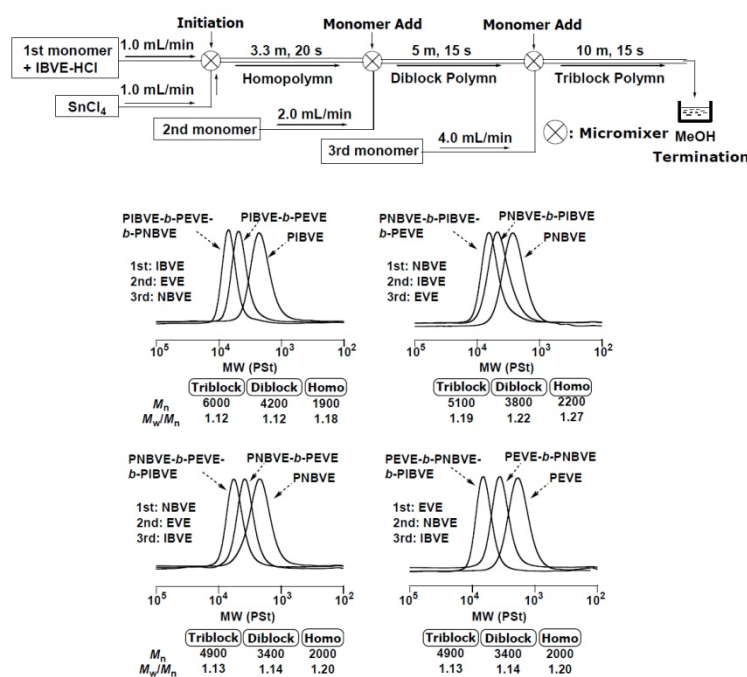 Initiation
Monomer Add
Monomer Add
1st monomer
+ IBVE-HCl
1.0 mL/min
3.3 m, 20 s
Homopolymn
5 m, 15 s
Diblock Polymn
10 m, 15 s
Triblock Polymn
SnCl4
1.0 mL/min
2nd monomer
2.0 mL/min
3rd monomer
4.0 mL/min
: Micromixer
MeOH
Termination
PIBVE-b-PEVE-
b-PNBVE
PIBVE-b-PEVE
PIBVE
1st: IBVE
2nd: EVE
3rd: NBVE
10^5 10^4 10^3 10^2
MW (PSt)
Triblock Diblock Homo
Mn 6000 4200 1900
Mw/Mn 1.12 1.12 1.18
PNBVE-b-PIBVE-
b-PEVE
PNBVE-b-PIBVE
PNBVE
1st: NBVE
2nd: IBVE
3rd: EVE
10^5 10^4 10^3 10^2
MW (PSt)
Triblock Diblock Homo
5100 3800 2200
1.19 1.22 1.27
PNBVE-b-PEVE-
b-PIBVE
PNBVE-b-PEVE
PNBVE
1st: NBVE
2nd: EVE
3rd: IBVE
10^5 10^4 10^3 10^2
MW (PSt)
Triblock Diblock Homo
Mn 4900 3400 2000
Mw/Mn 1.13 1.14 1.20
PEVE-b-PNBVE-
b-PIBVE
PEVE-b-PNBVE
PEVE
1st: EVE
2nd: NBVE
3rd: IBVE
10^5 10^4 10^3 10^2
MW (PSt)
Triblock Diblock Homo
4900 3400 2000
1.13 1.14 1.20